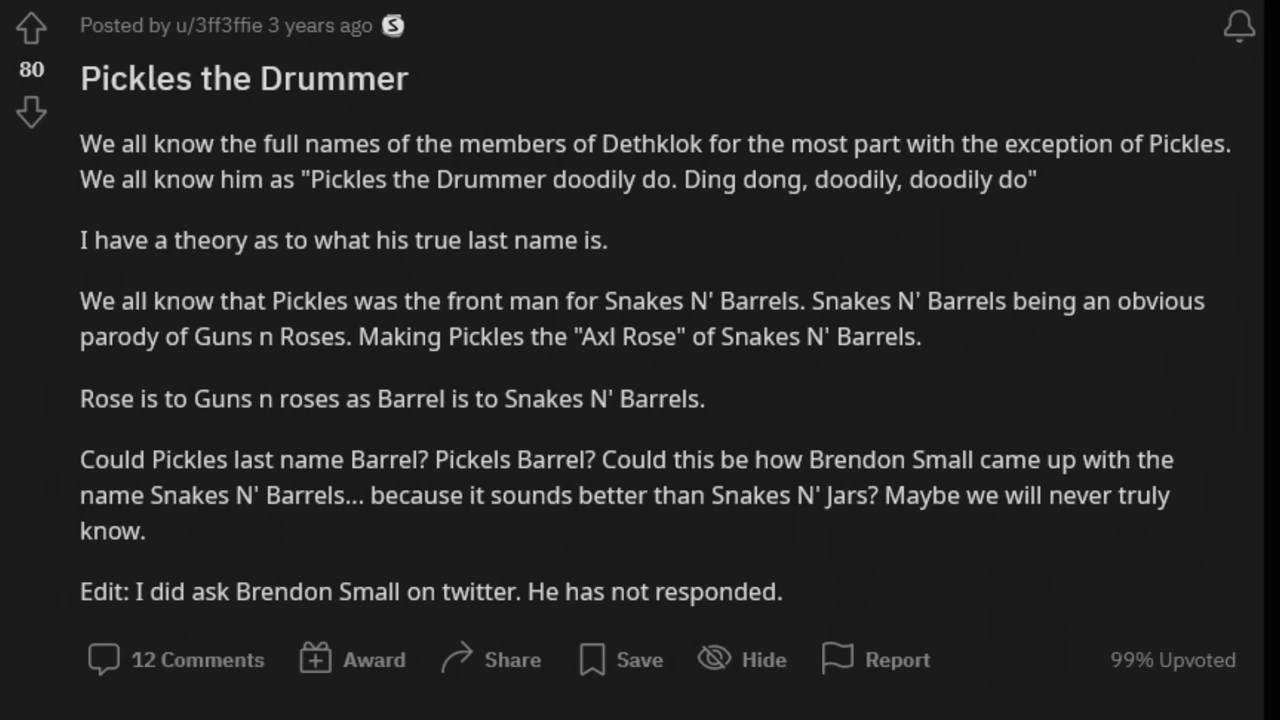 Posted by u/3ff3ffie 3 years ago S
80
Pickles the Drummer
We all know the full names of the members of Dethklok for the most part with the exception of Pickles.
We all know him as "Pickles the Drummer doodily do. Ding dong, doodily, doodily do"
I have a theory as to what his true last name is.
We all know that Pickles was the front man for Snakes N' Barrels. Snakes N' Barrels being an obvious
parody of Guns n Roses. Making Pickles the "Axl Rose" of Snakes N' Barrels.
Rose is to Guns n roses as Barrel is to Snakes N' Barrels.
Could Pickles last name Barrel? Pickels Barrel? Could this be how Brendon Small came up with the
name Snakes N' Barrels... because it sounds better than Snakes N' Jars? Maybe we will never truly
know.
Edit: I did ask Brendon Small on twitter. He has not responded.
12 Comments Award Share Save Hide Report 99% Upvoted